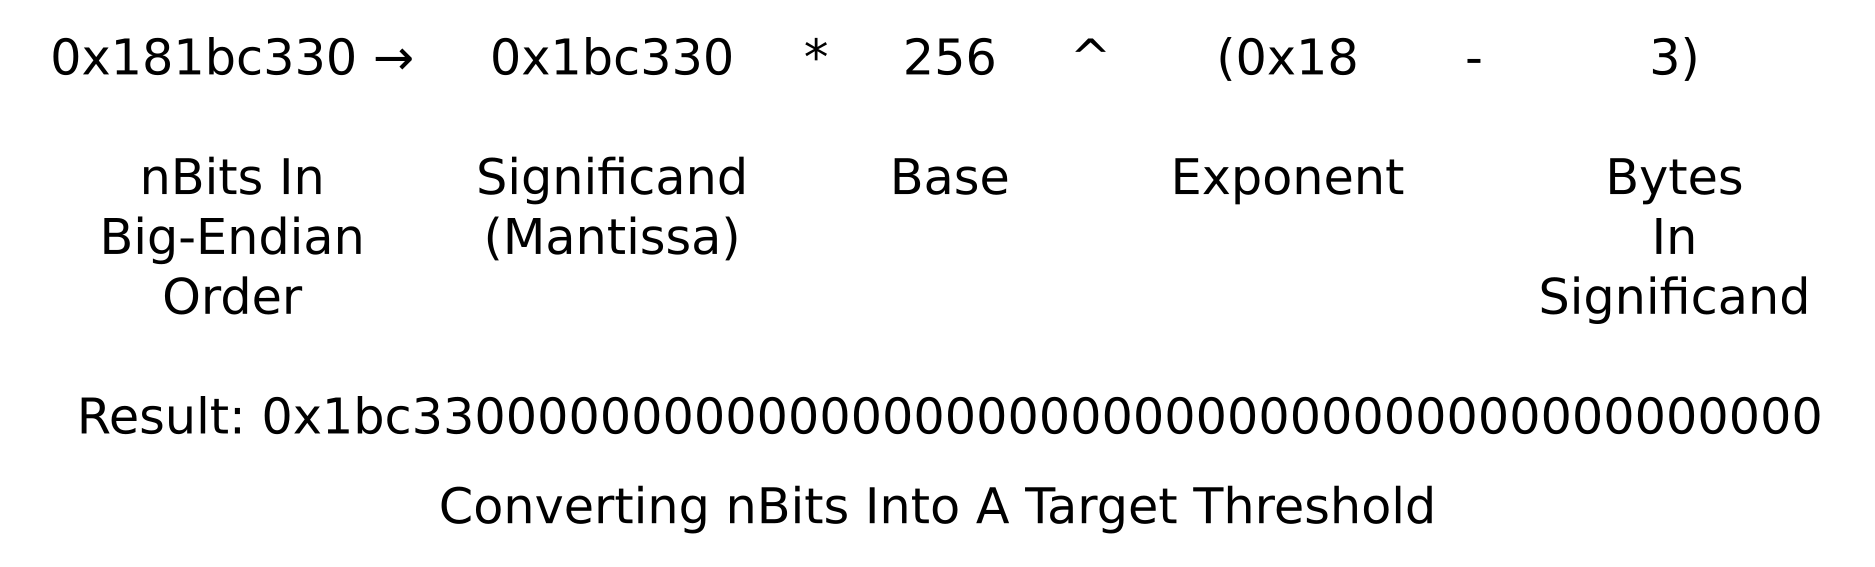 0x181bc330 → 0x1bc330 * 256 ^ (0x18 - 3)
nBits In Significand Base Exponent Bytes
Big-Endian (Mantissa) In
Order Significand
Result: 0x1bc330000000000000000000000000000000000000000000
Converting nBits Into A Target Threshold